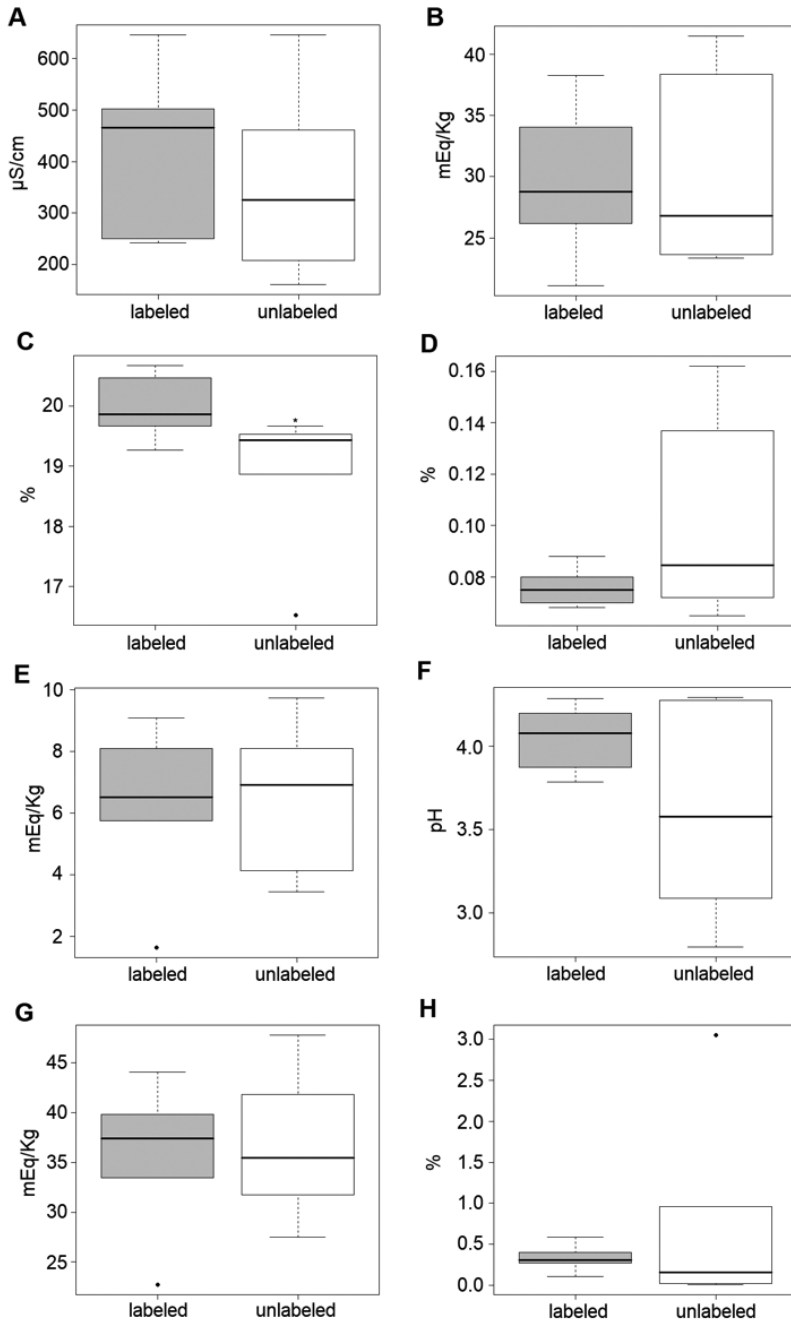 A
600
500
400
300
200
µS/cm
labeled
unlabeled
B
40
35
30
25
mEq/Kg
labeled
unlabeled
C
20
19
18
17
%
*
labeled
unlabeled
D
0.16
0.14
0.12
0.10
0.08
%
labeled
unlabeled
E
10
8
6
4
2
mEq/Kg
labeled
unlabeled
F
4.0
3.5
3.0
pH
labeled
unlabeled
G
45
40
35
30
25
mEq/Kg
labeled
unlabeled
H
3.0
2.5
2.0
1.5
1.0
0.5
0.0
%
labeled
unlabeled